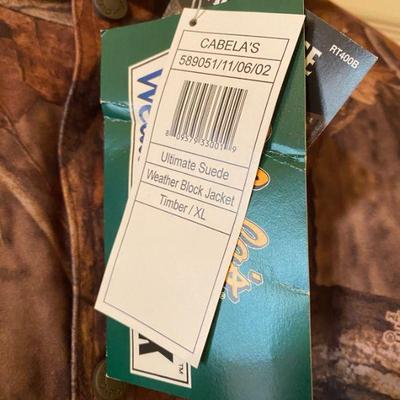 CABELA'S
589051/11/06/02
Ultimate Suede
Weather Block Jacket
Timber / XL
RT400B